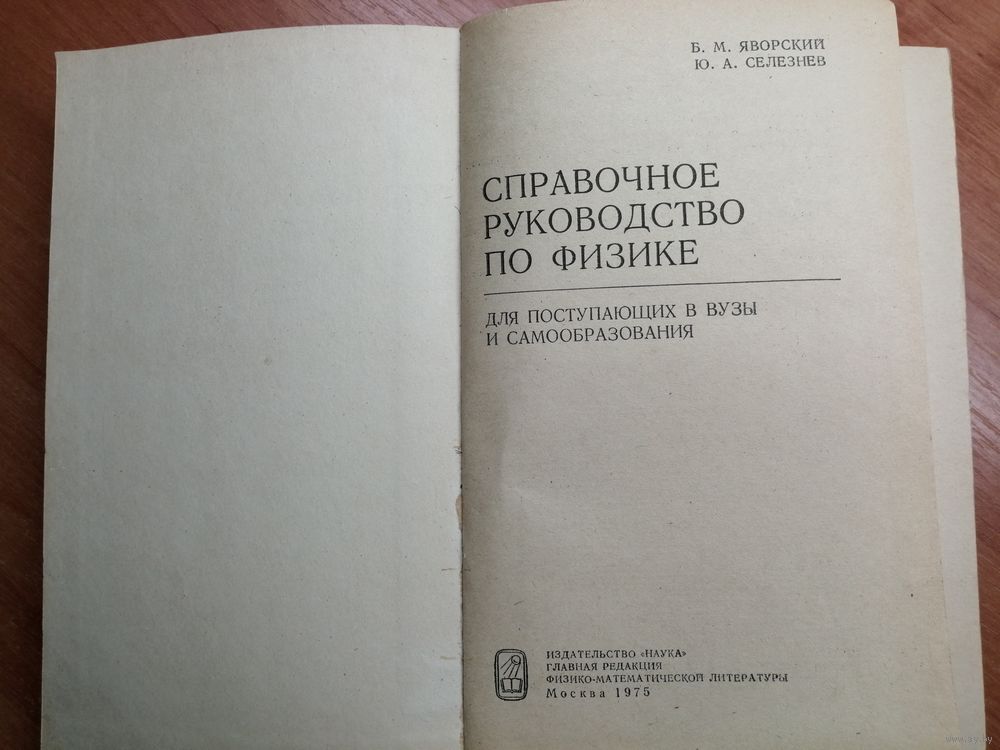 Б. М. ЯВОРСКИЙ
Ю. А. СЕЛЕЗНЕВ
СПРАВОЧНОЕ
РУКОВОДСТВО
ПО ФИЗИКЕ
ДЛЯ ПОСТУПАЮЩИХ В ВУЗЫ
И САМООБРАЗОВАНИЯ
ИЗДАТЕЛЬСТВО «НАУКА»
ГЛАВНАЯ РЕДАКЦИЯ
ФИЗИКО-МАТЕМАТИЧЕСКОЙ ЛИТЕРАТУРЫ
Москва 1975